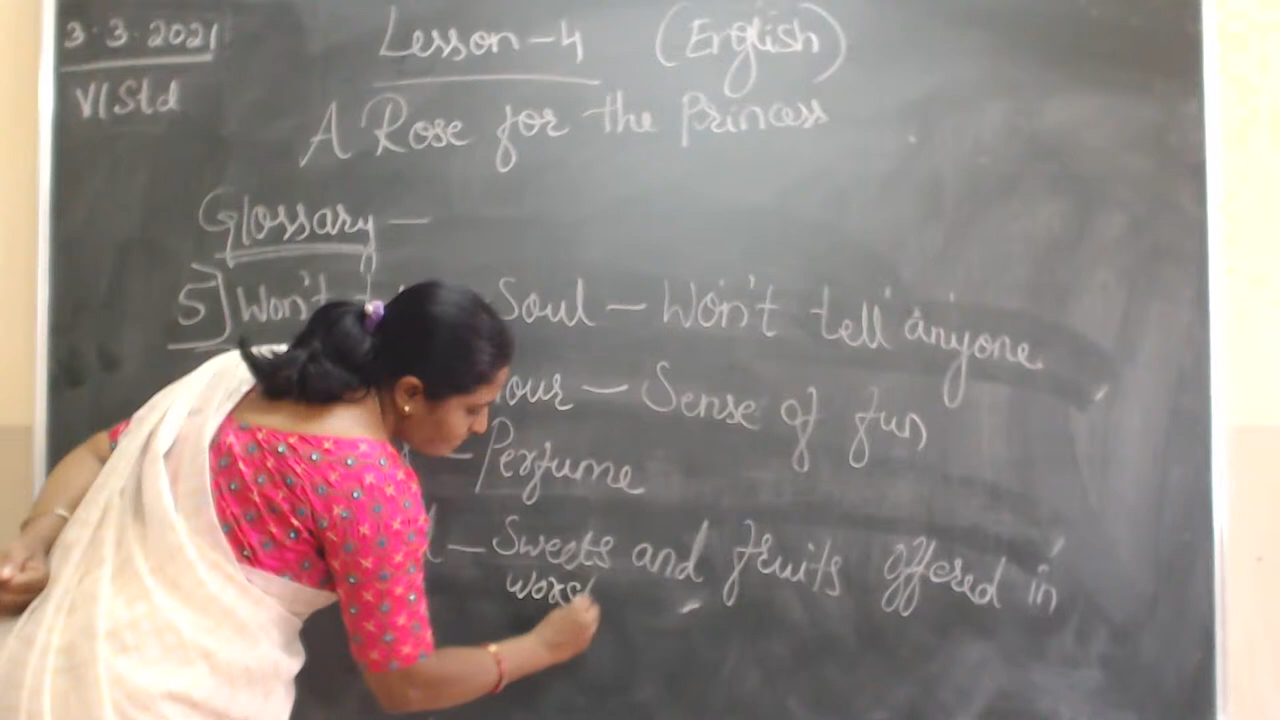 3.3.2021
VI Std
Lesson-4 (English)
A Rose for the Princess
Glossary -
5] Won't Soul - Won't tell anyone
our - Sense of fun
- Perfume
- Sweets and fruits offered in